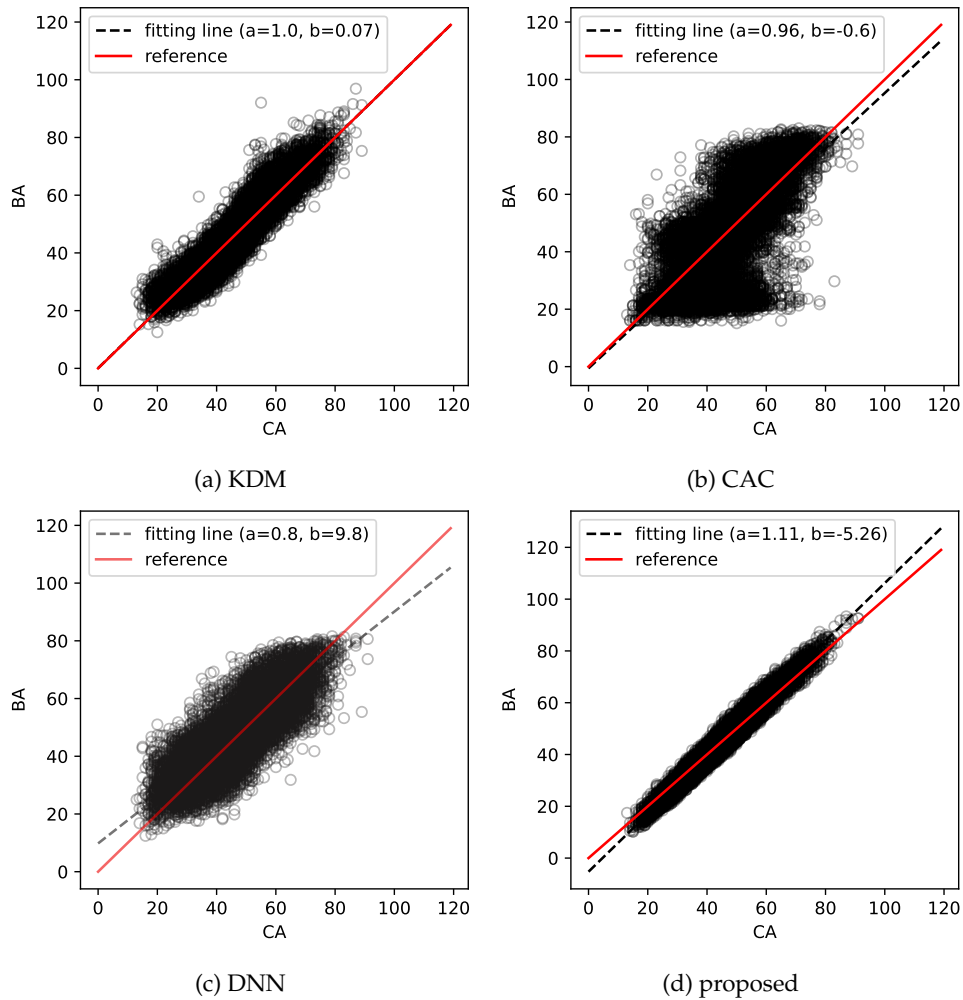 120
100
80
60
40
20
0
BA
fitting line (a=1.0, b=0.07)
reference
0 20 40 60 80 100 120
CA
(a) KDM
120
100
80
60
40
20
0
BA
fitting line (a=0.96, b=-0.6)
reference
0 20 40 60 80 100 120
CA
(b) CAC
120
100
80
60
40
20
0
BA
fitting line (a=0.8, b=9.8)
reference
0 20 40 60 80 100 120
CA
(c) DNN
120
100
80
60
40
20
0
BA
fitting line (a=1.11, b=-5.26)
reference
0 20 40 60 80 100 120
CA
(d) proposed